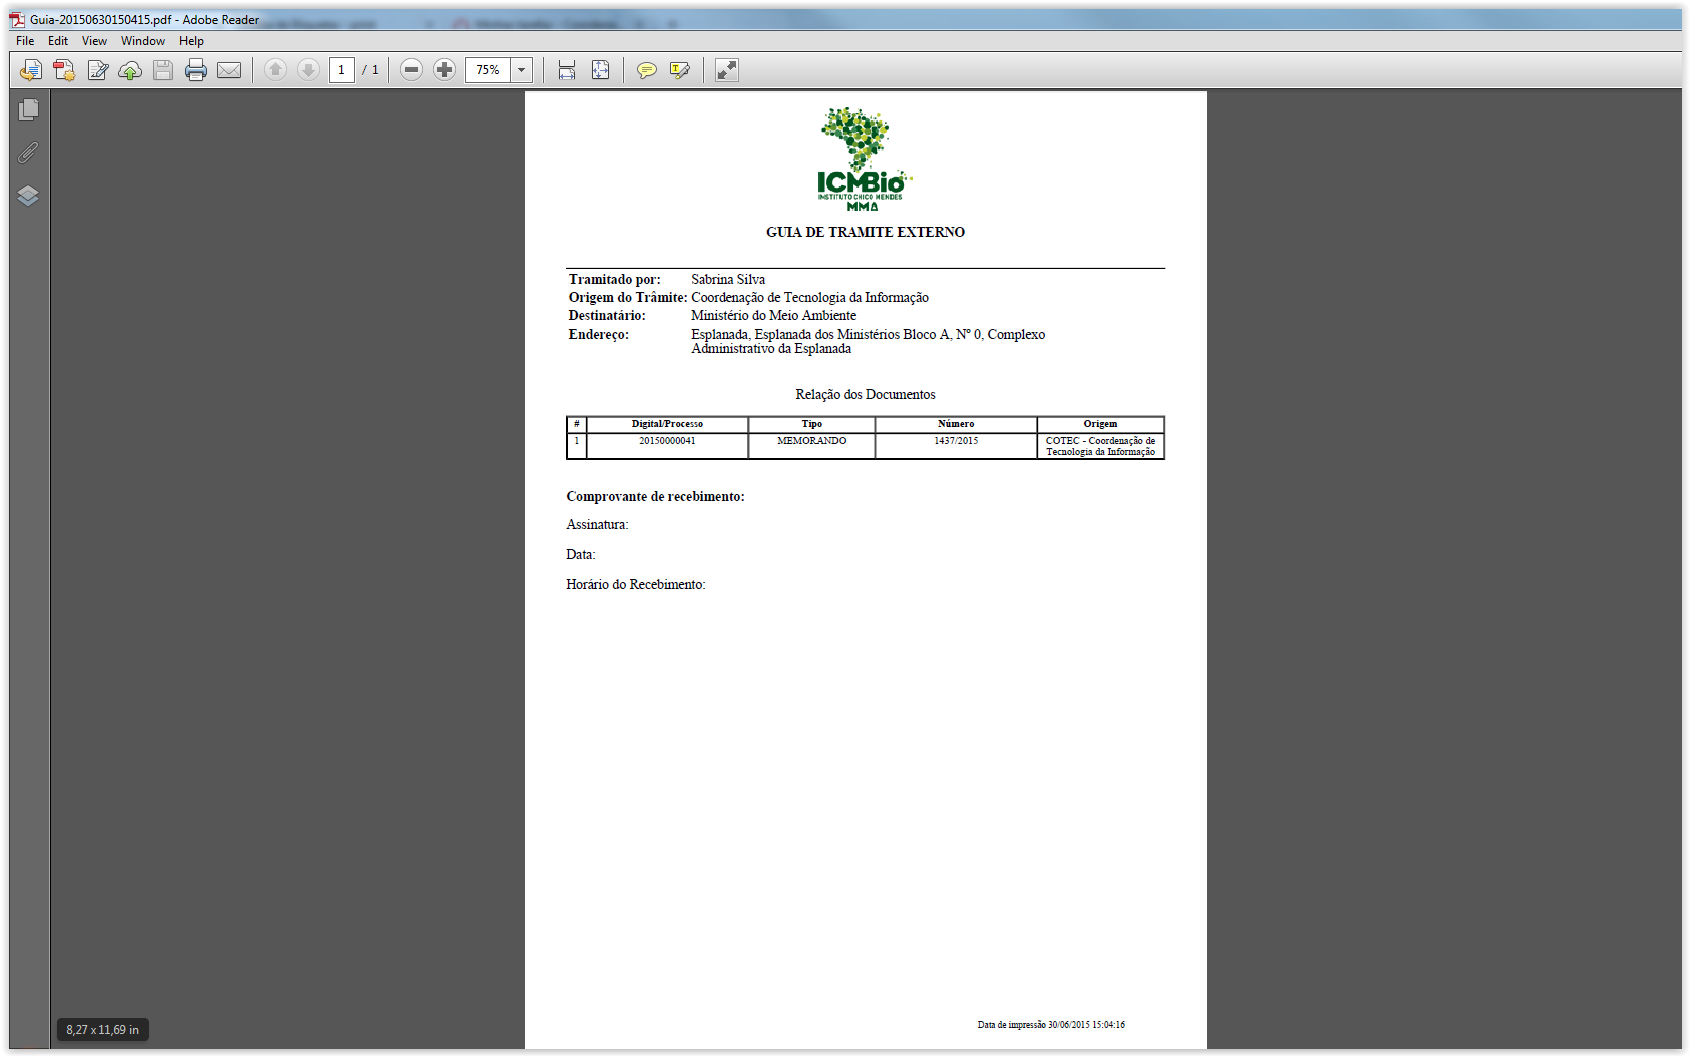 Guia-20150630150415.pdf - Adobe Reader
File Edit View Window Help
1 / 1 75%
ICMBio
INSTITUTO CHICO MENDES
MMA
GUIA DE TRAMITE EXTERNO
Tramitado por: Sabrina Silva
Origem do Trâmite: Coordenação de Tecnologia da Informação
Destinatário: Ministério do Meio Ambiente
Endereço: Esplanada, Esplanada dos Ministérios Bloco A, Nº 0, Complexo
Administrativo da Esplanada
Relação dos Documentos
# Digital/Processo Tipo Número Origem
1 20150000041 MEMORANDO 1437/2015 COTEC - Coordenação de
Tecnologia da Informação
Comprovante de recebimento:
Assinatura:
Data:
Horário do Recebimento:
Data de impressão 30/06/2015 15:04:16
8,27 x 11,69 in